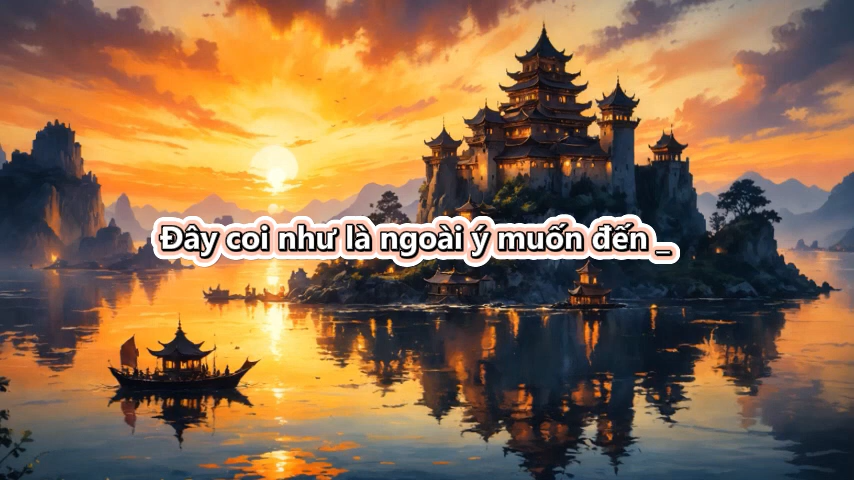 Đây coi như là ngoài ý muốn đến _